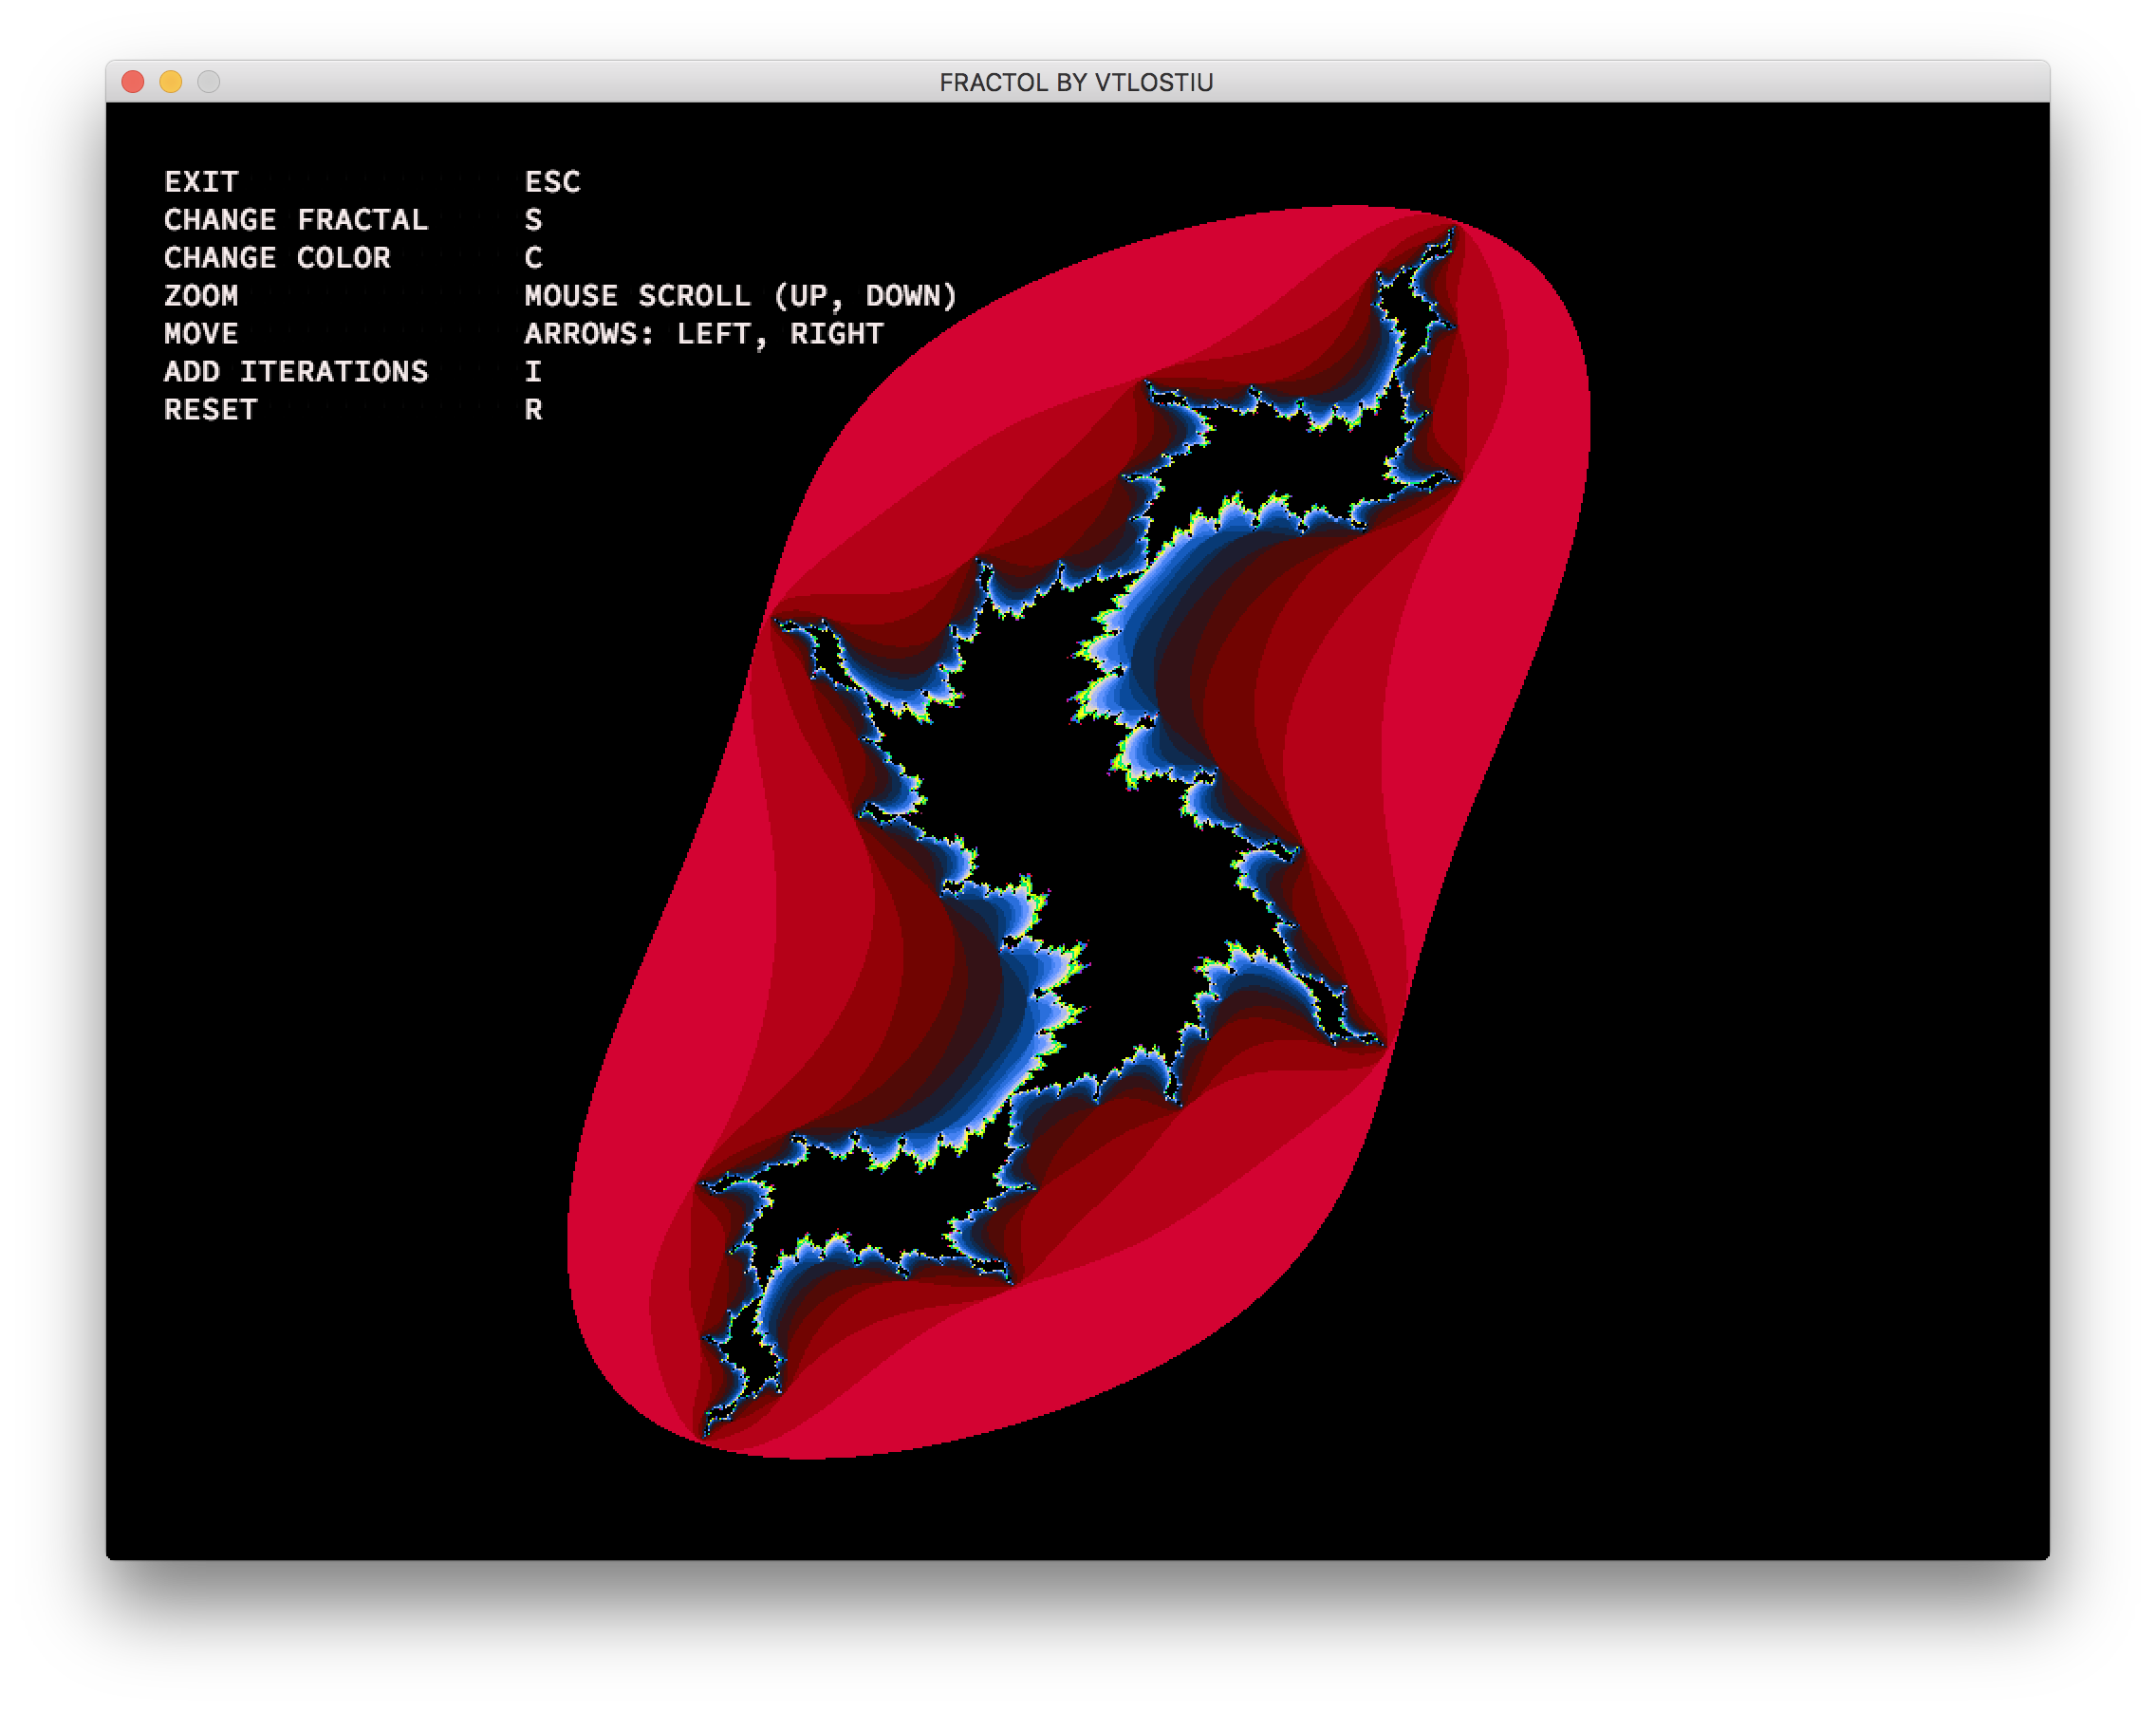 FRACTOL BY VTLOSTIU
EXIT ESC
CHANGE FRACTAL S
CHANGE COLOR C
ZOOM MOUSE SCROLL (UP, DOWN)
MOVE ARROWS: LEFT, RIGHT
ADD ITERATIONS I
RESET R